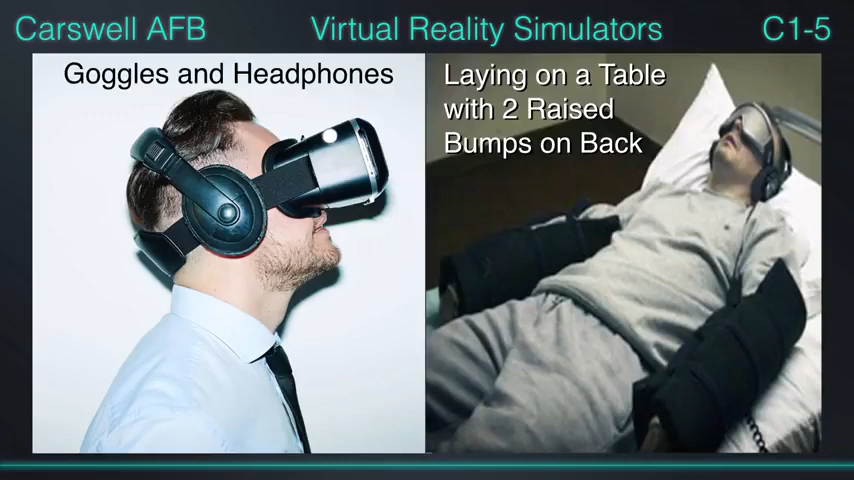 Carswell AFB
Virtual Reality Simulators
C1-5
Goggles and Headphones
Laying on a Table
with 2 Raised
Bumps on Back